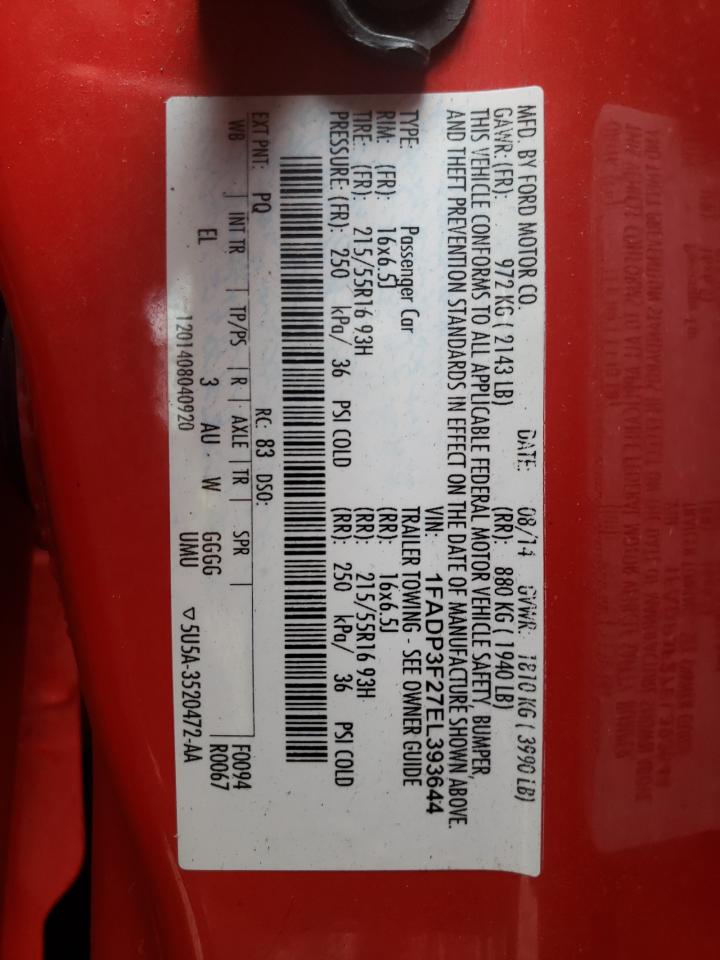 MFD. BY FORD MOTOR CO. DATE: 08/14 GVWR: 1810 KG ( 3990 LB)
GAWR: (FR): 972 KG ( 2143 LB) (RR): 880 KG ( 1940 LB)
THIS VEHICLE CONFORMS TO ALL APPLICABLE FEDERAL MOTOR VEHICLE SAFETY, BUMPER,
AND THEFT PREVENTION STANDARDS IN EFFECT ON THE DATE OF MANUFACTURE SHOWN ABOVE.
VIN: 1FADP3F27EL393644
TYPE: Passenger Car TRAILER TOWING - SEE OWNER GUIDE
RIM: (FR): 16x6.5J (RR): 16x6.5J
TIRE: (FR): 215/55R16 93H (RR): 215/55R16 93H
PRESSURE: (FR): 250 kPa/ 36 PSI COLD (RR): 250 kPa/ 36 PSI COLD
EXT PNT: PQ RC: 83 DSO:
WB INT TR TP/PS R AXLE TR SPR F0094
EL 3 AU W GGGG R0067
1201408040920 UMU ▽ 5U5A-3520472-AA